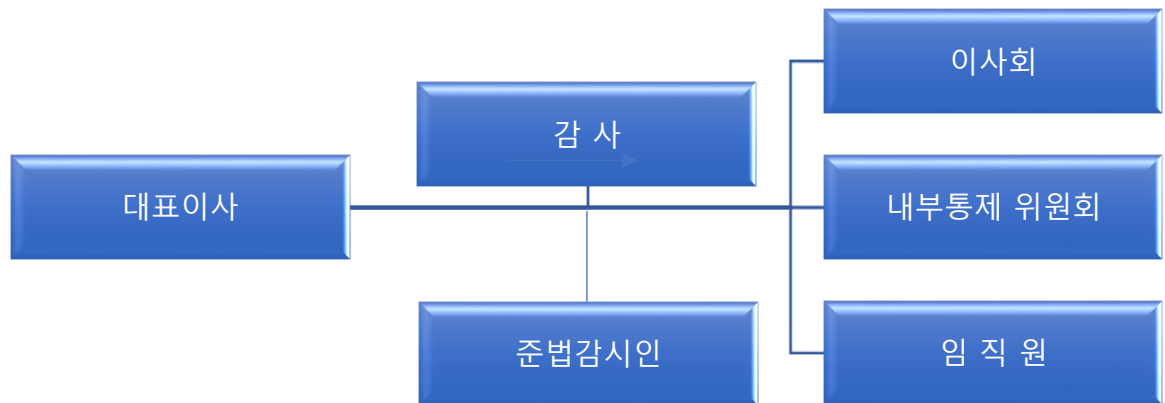 이사회
감 사
대표이사
내부통제 위원회
준법감시인
임 직 원